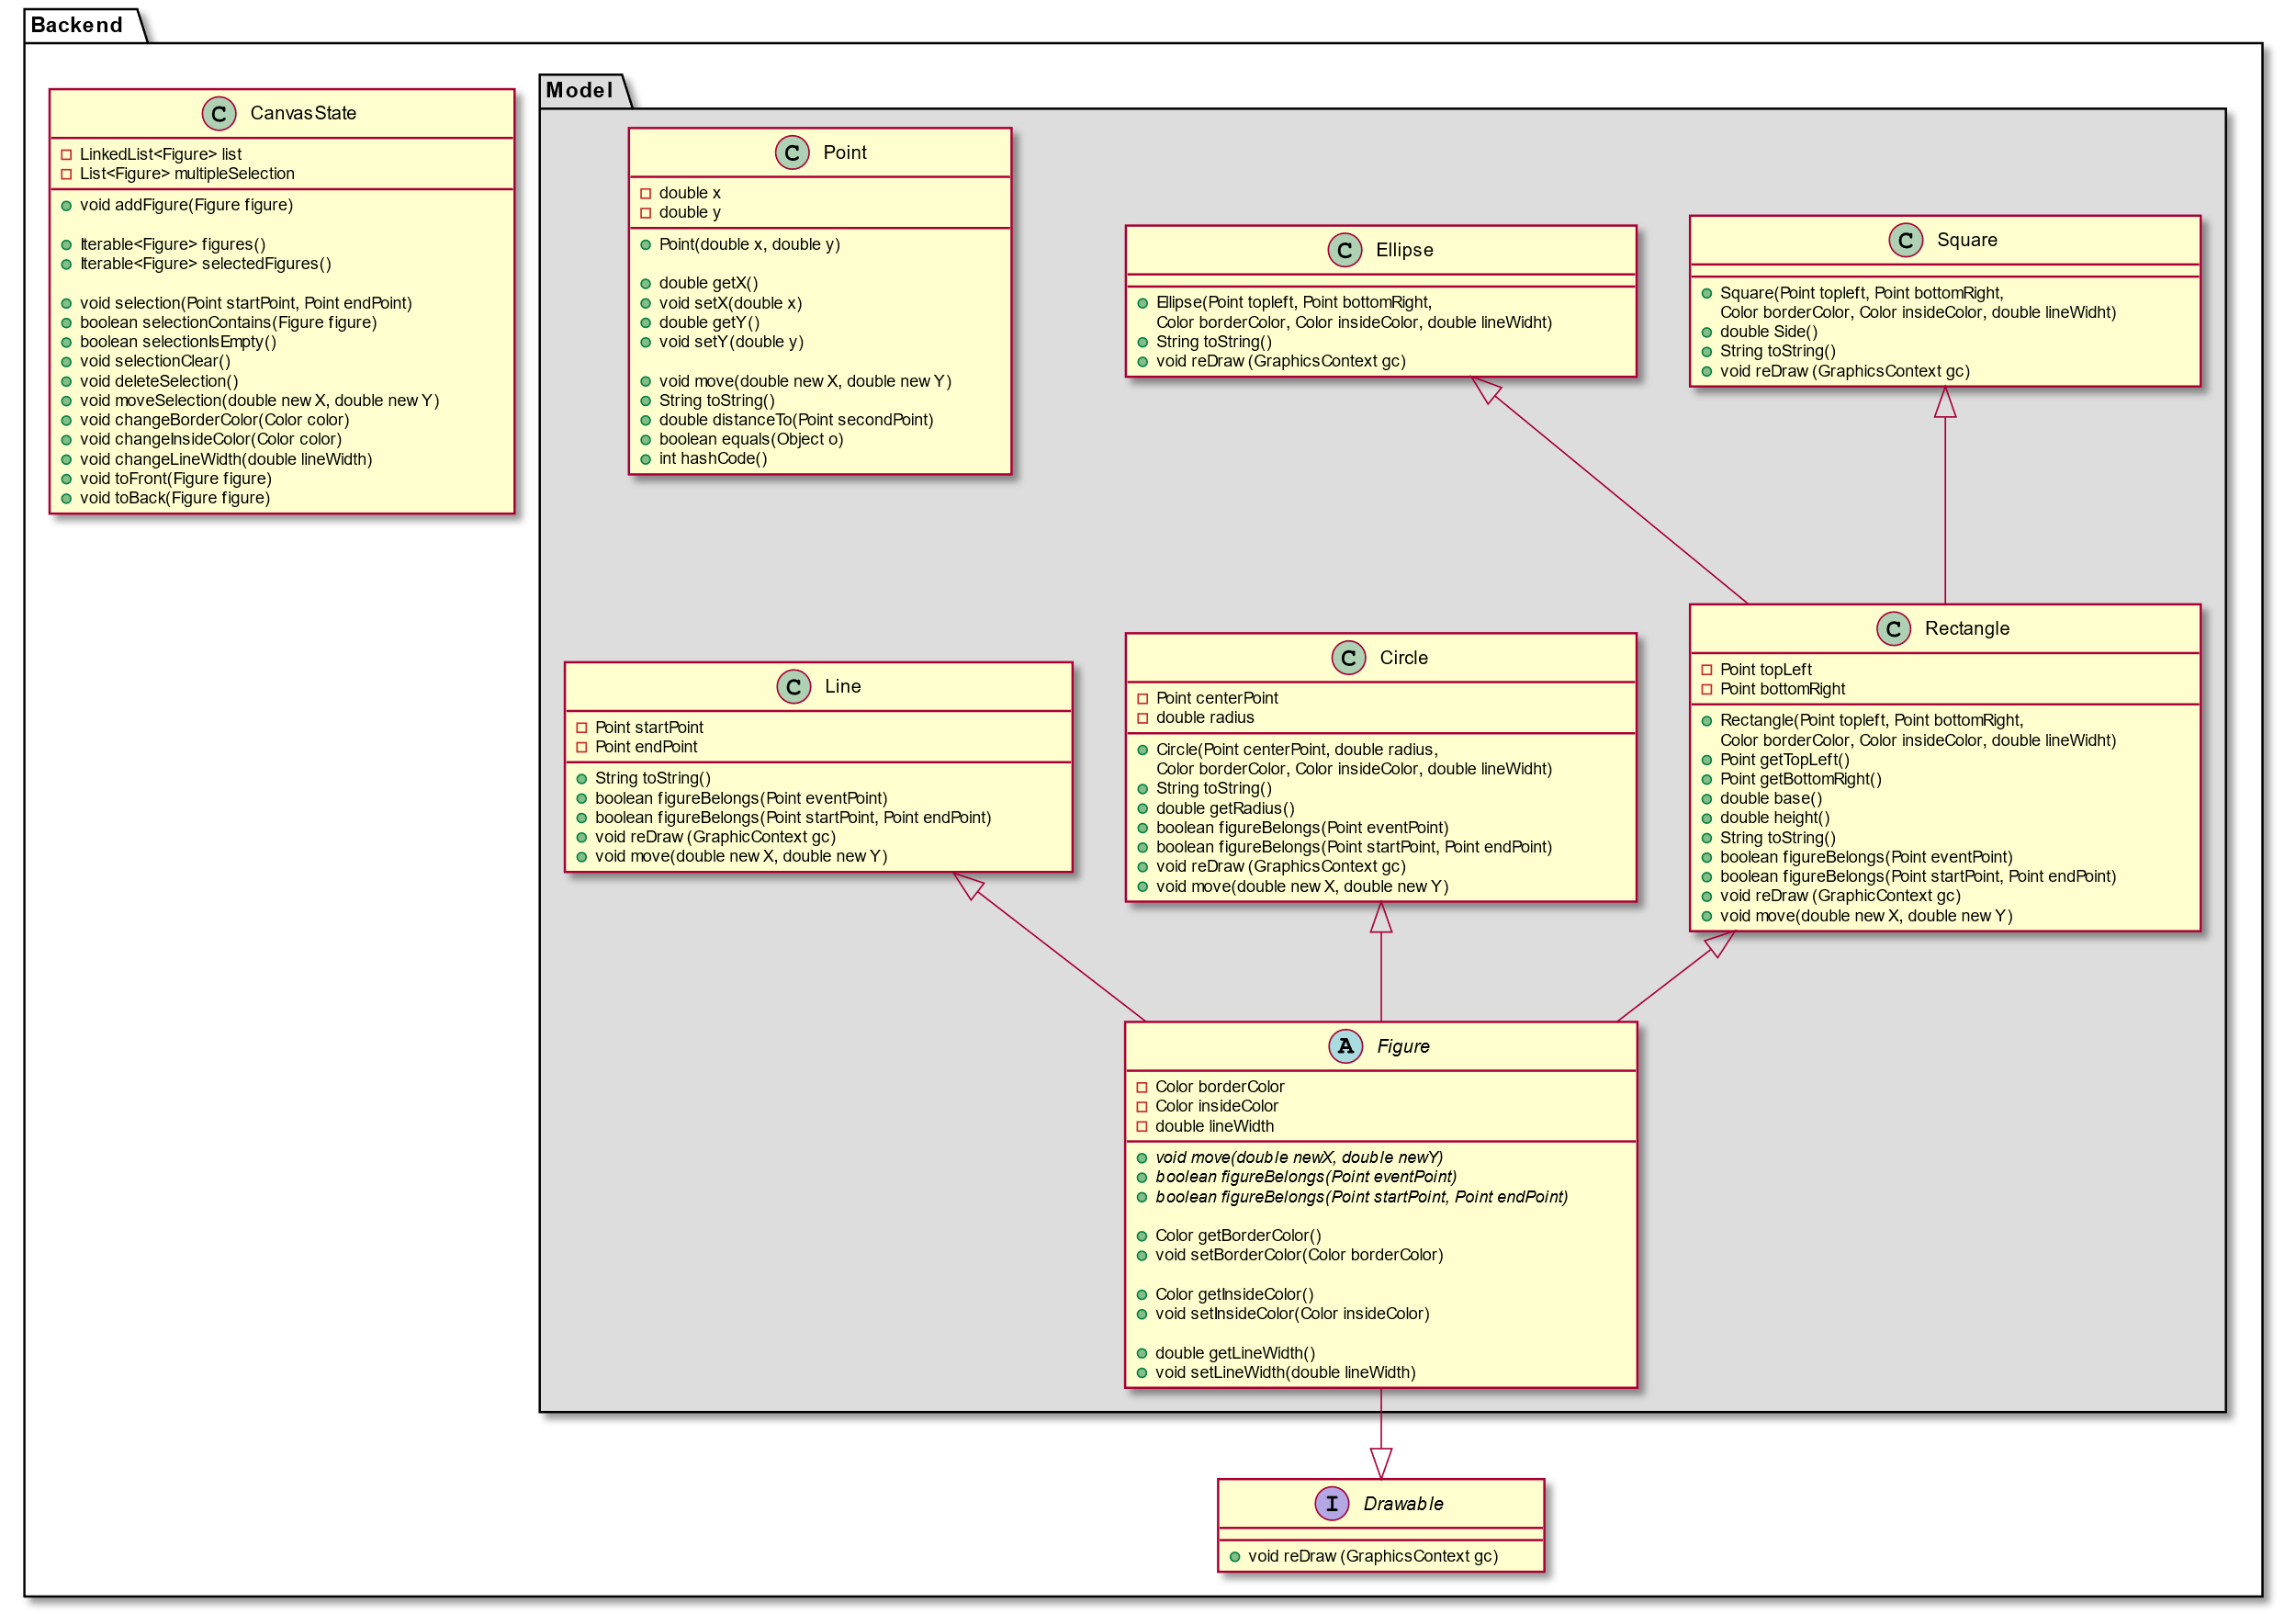 Backend
C CanvasState
LinkedList<Figure> list
List<Figure> multipleSelection
void addFigure(Figure figure)
Iterable<Figure> figures()
Iterable<Figure> selectedFigures()
void selection(Point startPoint, Point endPoint)
boolean selectionContains(Figure figure)
boolean selectionIsEmpty()
void selectionClear()
void deleteSelection()
void moveSelection(double newX, double newY)
void changeBorderColor(Color color)
void changeInsideColor(Color color)
void changeLineWidth(double lineWidth)
void toFront(Figure figure)
void toBack(Figure figure)
Model
C Point
double x
double y
Point(double x, double y)
double getX()
void setX(double x)
double getY()
void setY(double y)
void move(double newX, double newY)
String toString()
double distanceTo(Point secondPoint)
boolean equals(Object o)
int hashCode()
C Ellipse
Ellipse(Point topleft, Point bottomRight,
Color borderColor, Color insideColor, double lineWidht)
String toString()
void reDraw(GraphicsContext gc)
C Square
Square(Point topleft, Point bottomRight,
Color borderColor, Color insideColor, double lineWidht)
double Side()
String toString()
void reDraw(GraphicsContext gc)
C Line
Point startPoint
Point endPoint
String toString()
boolean figureBelongs(Point eventPoint)
boolean figureBelongs(Point startPoint, Point endPoint)
void reDraw(GraphicContext gc)
void move(double newX, double newY)
C Circle
Point centerPoint
double radius
Circle(Point centerPoint, double radius,
Color borderColor, Color insideColor, double lineWidht)
String toString()
double getRadius()
boolean figureBelongs(Point eventPoint)
boolean figureBelongs(Point startPoint, Point endPoint)
void reDraw(GraphicsContext gc)
void move(double newX, double newY)
C Rectangle
Point topLeft
Point bottomRight
Rectangle(Point topleft, Point bottomRight,
Color borderColor, Color insideColor, double lineWidht)
Point getTopLeft()
Point getBottomRight()
double base()
double height()
String toString()
boolean figureBelongs(Point eventPoint)
boolean figureBelongs(Point startPoint, Point endPoint)
void reDraw(GraphicContext gc)
void move(double newX, double newY)
A Figure
Color borderColor
Color insideColor
double lineWidth
void move(double newX, double newY)
boolean figureBelongs(Point eventPoint)
boolean figureBelongs(Point startPoint, Point endPoint)
Color getBorderColor()
void setBorderColor(Color borderColor)
Color getInsideColor()
void setInsideColor(Color insideColor)
double getLineWidth()
void setLineWidth(double lineWidth)
I Drawable
void reDraw(GraphicsContext gc)